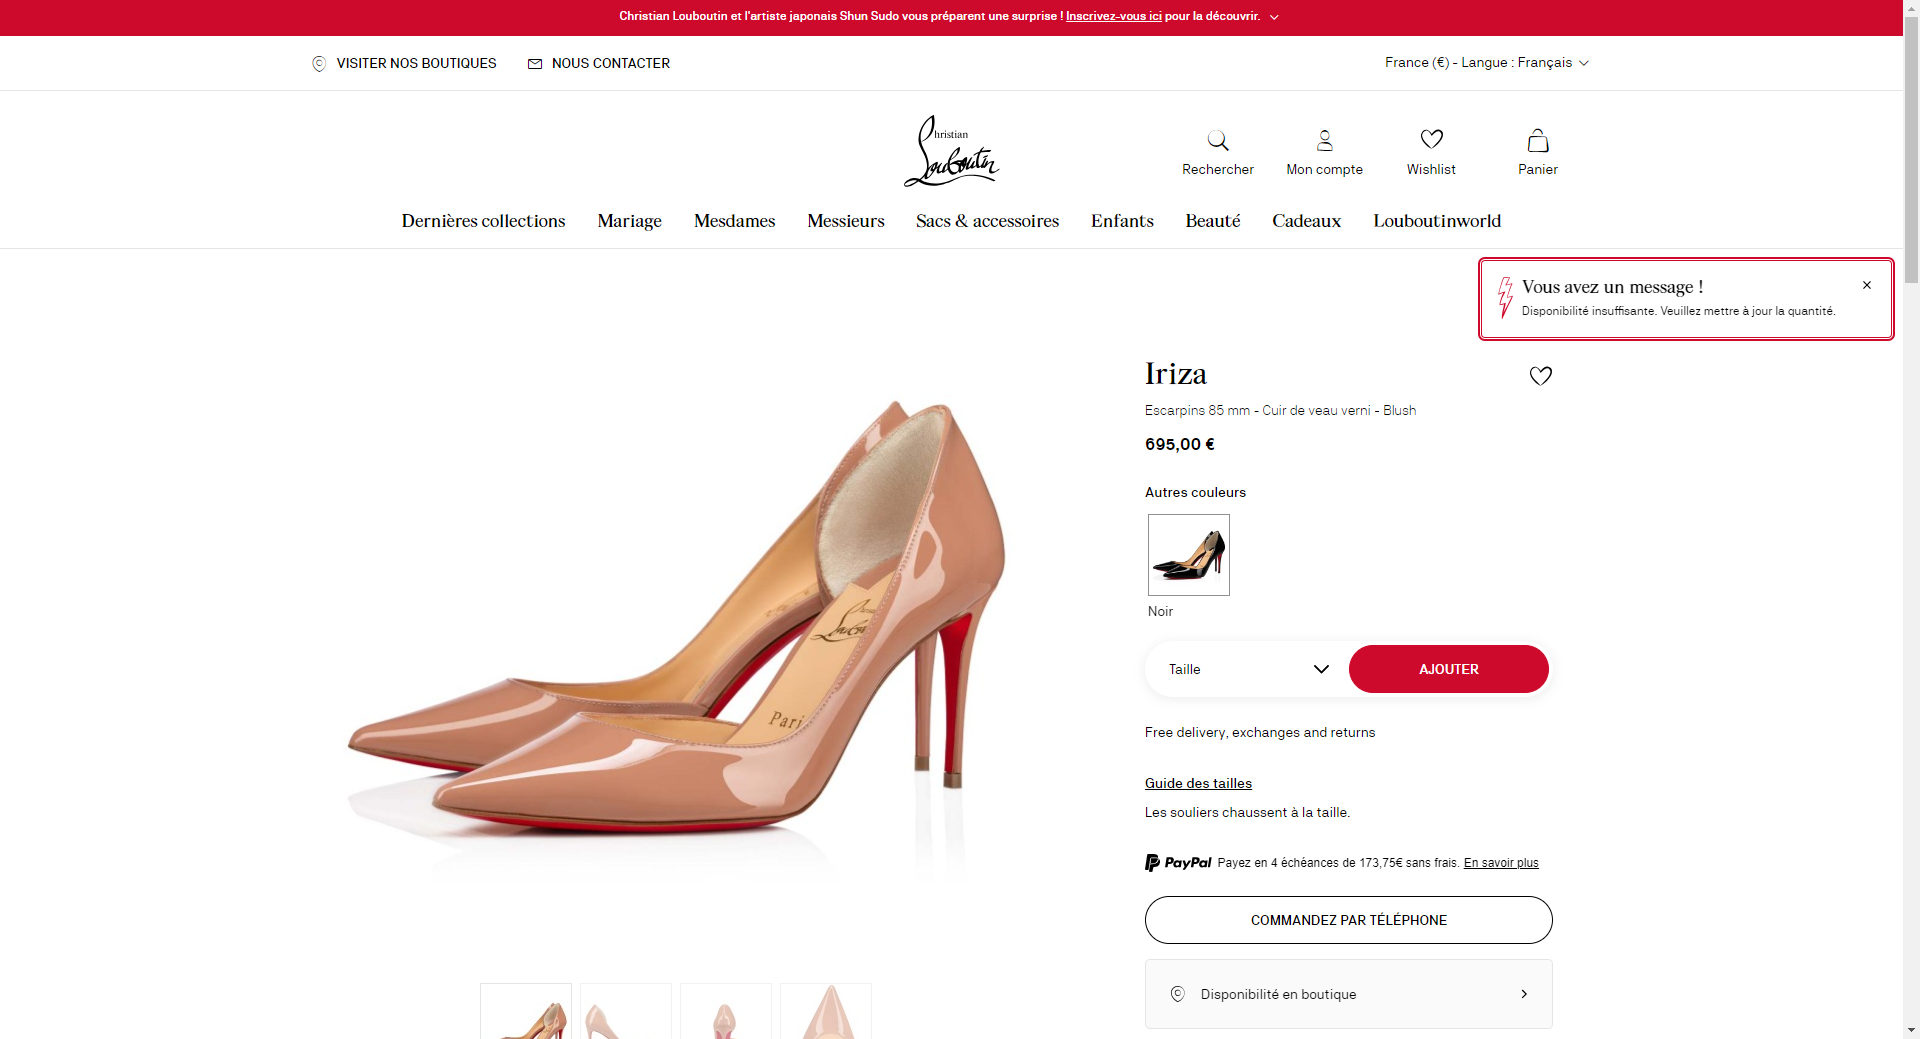 Christian Louboutin et l'artiste japonais Shun Sudo vous préparent une surprise ! Inscrivez-vous ici pour la découvrir.
VISITER NOS BOUTIQUES
NOUS CONTACTER
France (€) - Langue : Français
Christian
Louboutin
Rechercher
Mon compte
Wishlist
Panier
Dernières collections
Mariage
Mesdames
Messieurs
Sacs & accessoires
Enfants
Beauté
Cadeaux
Louboutinworld
Vous avez un message !
Disponibilité insuffisante. Veuillez mettre à jour la quantité.
Iriza
Escarpins 85 mm - Cuir de veau verni - Blush
695,00 €
Autres couleurs
Noir
Taille
AJOUTER
Free delivery, exchanges and returns
Guide des tailles
Les souliers chaussent à la taille.
PayPal Payez en 4 échéances de 173,75€ sans frais. En savoir plus
COMMANDEZ PAR TÉLÉPHONE
Disponibilité en boutique